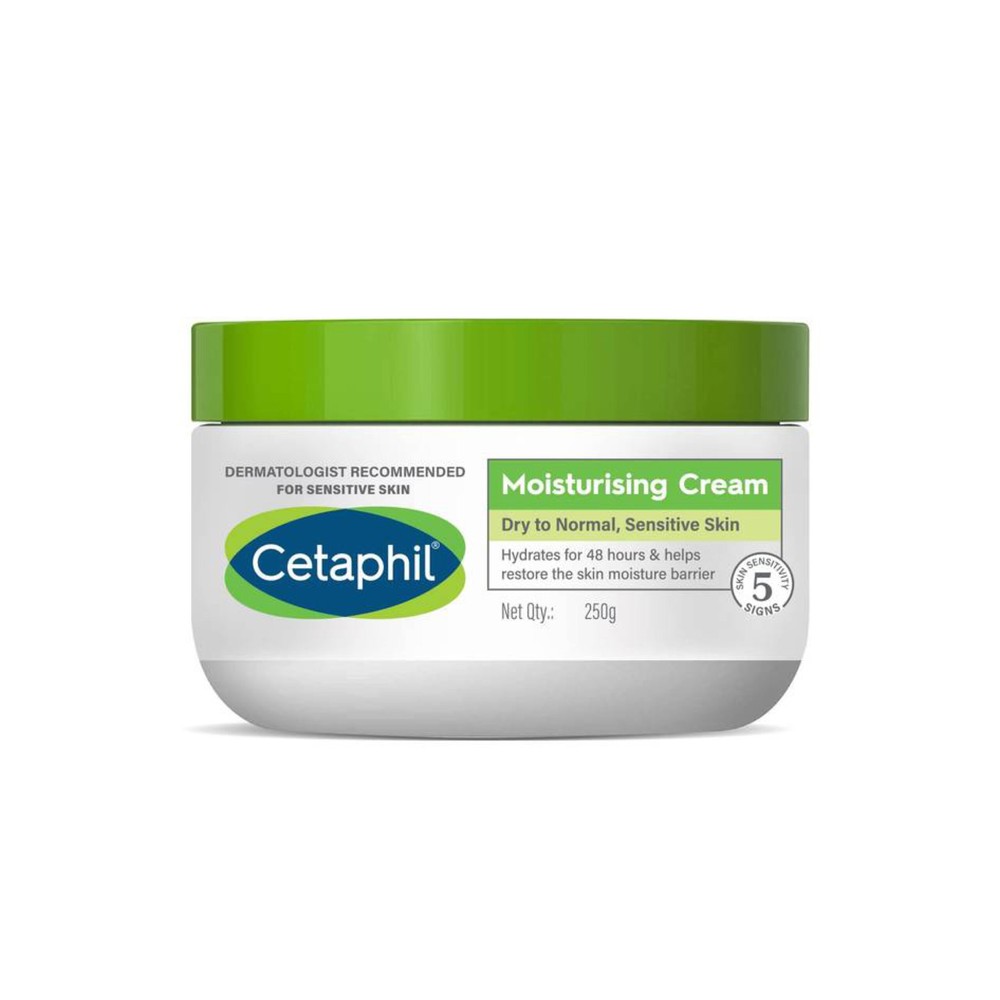 DERMATOLOGIST RECOMMENDED
FOR SENSITIVE SKIN
Cetaphil®
Moisturising Cream
Dry to Normal, Sensitive Skin
Hydrates for 48 hours & helps
restore the skin moisture barrier
SKIN SENSITIVITY
5
SIGNS
Net Qty.: 250g